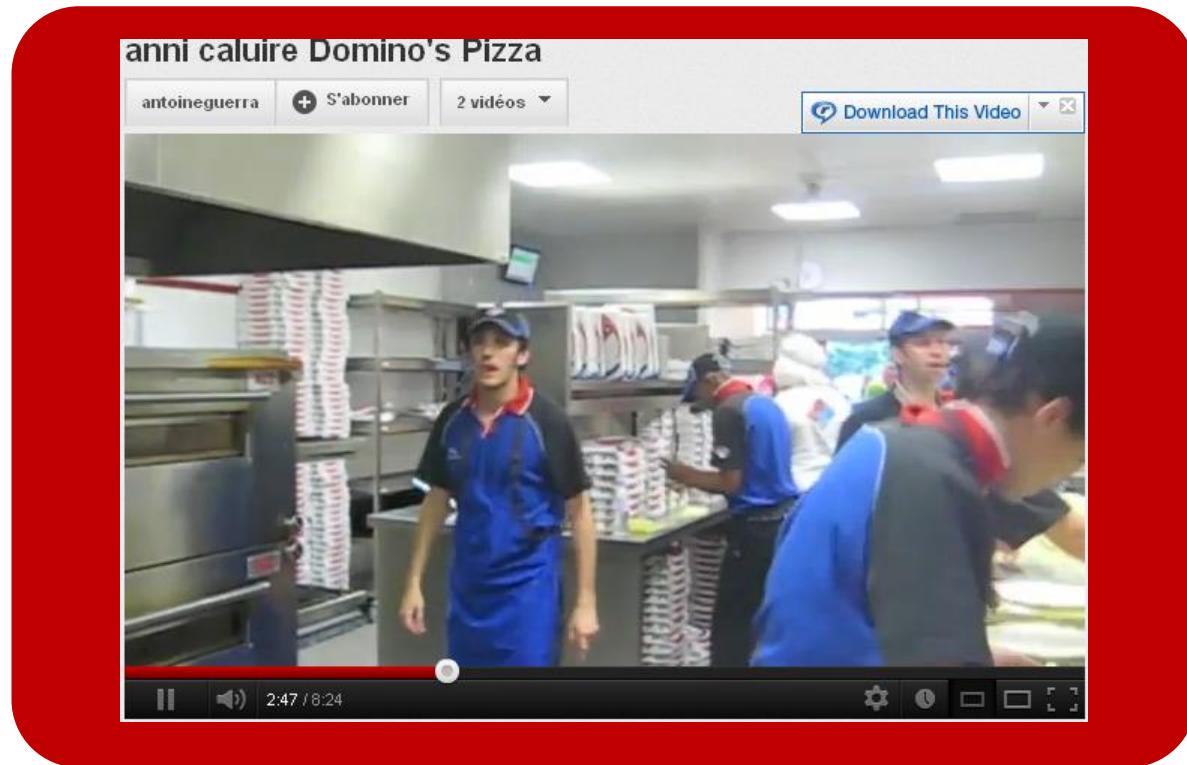 anni caluire Domino's Pizza
antoineguerra S'abonner 2 vidéos
Download This Video
2:47 / 8:24